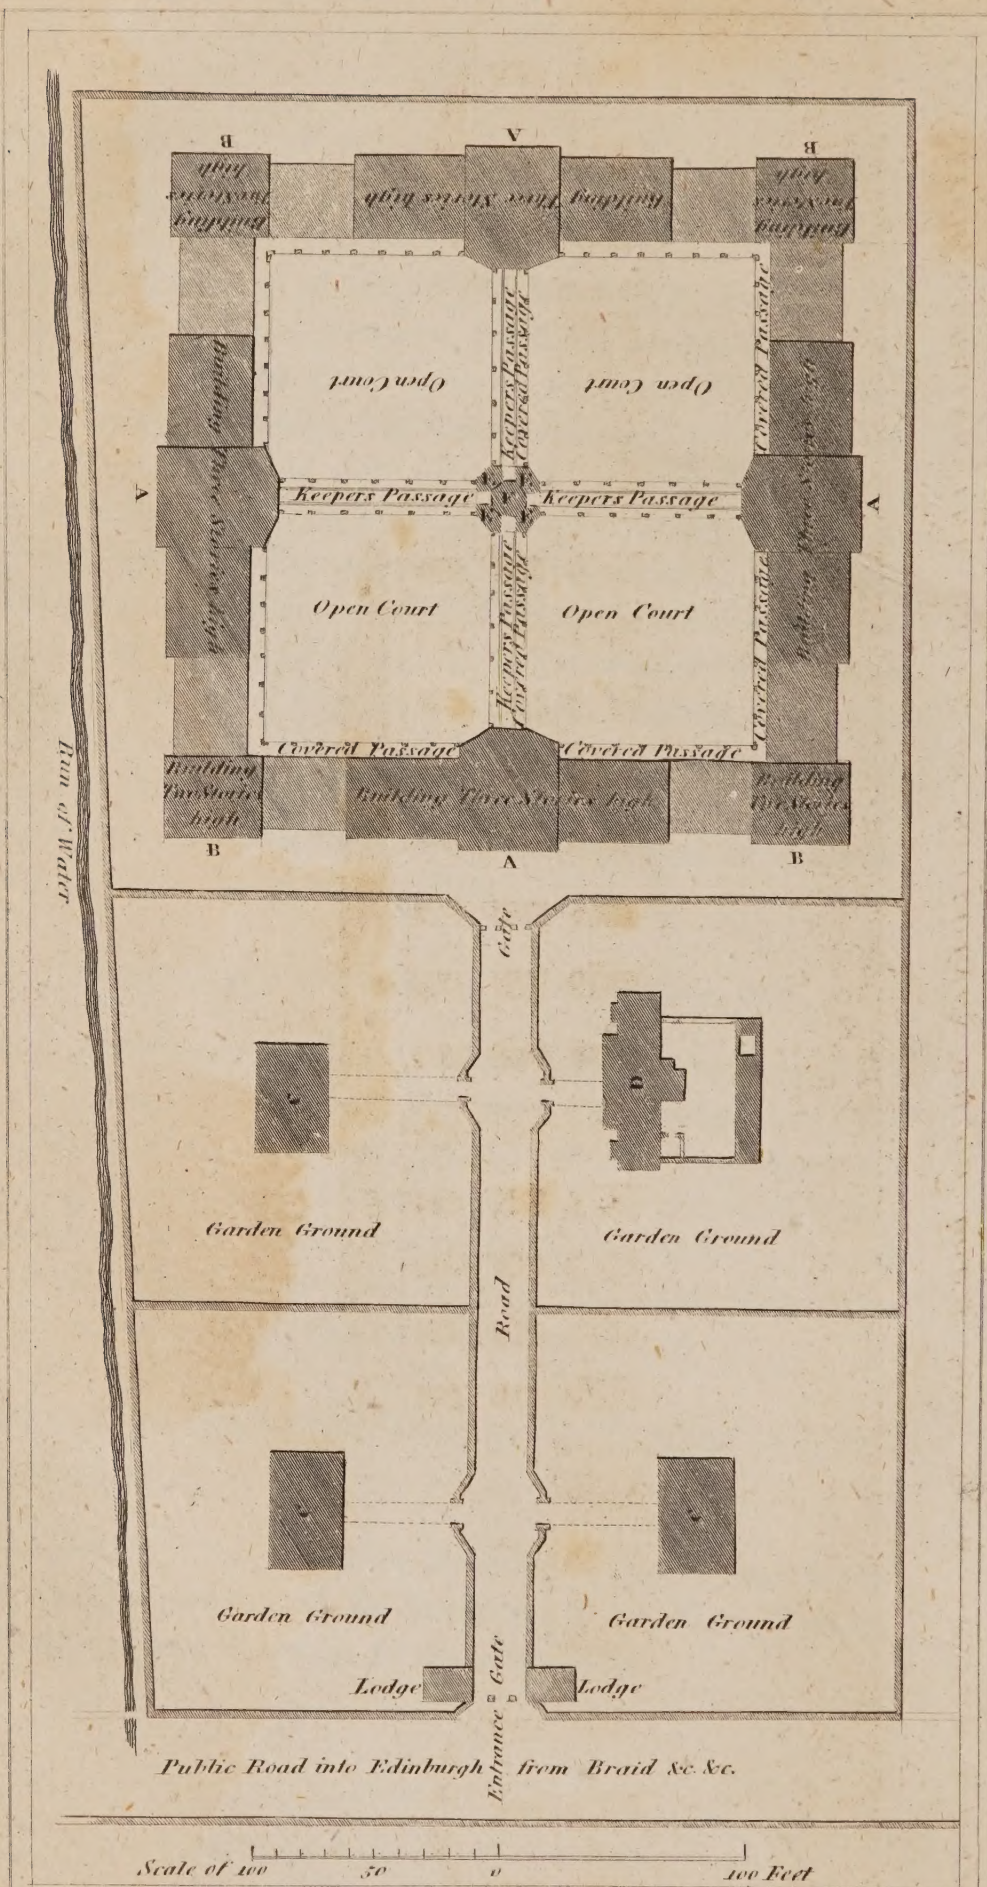 B
A
B
Building
Two Stories
high
Building Three Stories high
Building
Two Stories
high
Open Court
Open Court
Keepers Passage
Covered Passage
Covered Passage
Building Three Stories high
A
Keepers Passage
Keepers Passage
A
Building Three Stories high
Open Court
Open Court
Keepers Passage
Covered Passage
Covered Passage
Covered Passage
Covered Passage
Building
Two Stories
high
Building Three Stories high
Building
Two Stories
high
B
A
B
Run of Water
Gate
C
D
Garden Ground
Garden Ground
Road
C
C
Garden Ground
Garden Ground
Lodge
Lodge
Entrance Gate
Public Road into Edinburgh from Braid &c. &c.
Scale of 100 50 0 100 Feet